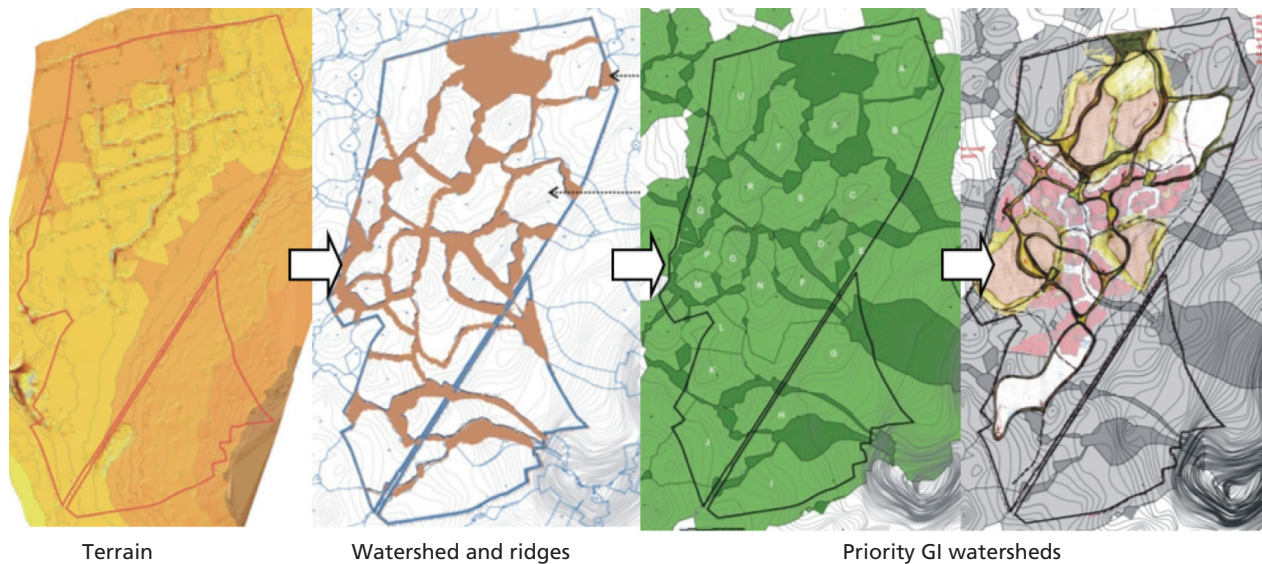 W
A
U
X
B
T
R
S
C
Q
D
E
P
O
M
N
F
L
G
K
H
J
I
Terrain
Watershed and ridges
Priority GI watersheds